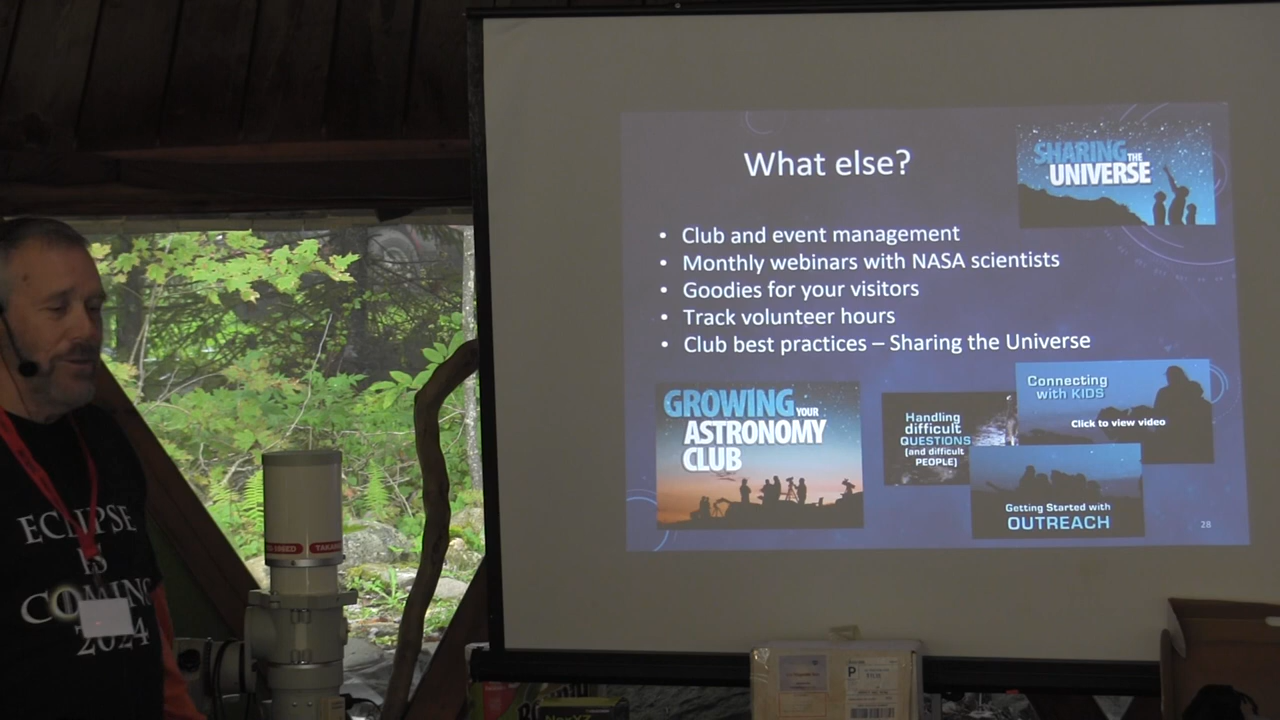 What else?
SHARING THE
UNIVERSE
• Club and event management
• Monthly webinars with NASA scientists
• Goodies for your visitors
• Track volunteer hours
• Club best practices – Sharing the Universe
GROWING YOUR
ASTRONOMY
CLUB
Handling
difficult
QUESTIONS
(and difficult
PEOPLE)
Connecting
with KIDS
Click to view video
Getting Started with
OUTREACH
28
ECLIPSE
IS
COMING
2024
P